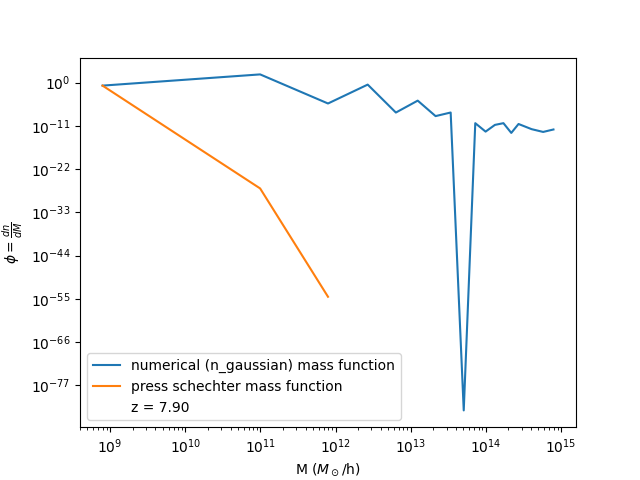 10⁰
10⁻¹¹
10⁻²²
10⁻³³
10⁻⁴⁴
10⁻⁵⁵
10⁻⁶⁶
10⁻⁷⁷
ϕ = dn/dM
numerical (n_gaussian) mass function
press schechter mass function
z = 7.90
10⁹ 10¹⁰ 10¹¹ 10¹² 10¹³ 10¹⁴ 10¹⁵
M (M⊙/h)